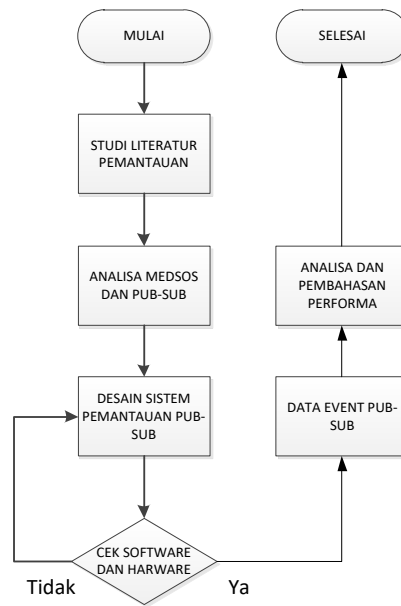 MULAI
STUDI LITERATUR
PEMANTAUAN
ANALISA MEDSOS
DAN PUB-SUB
DESAIN SISTEM
PEMANTAUAN PUB-
SUB
CEK SOFTWARE
DAN HARWARE
Tidak
Ya
DATA EVENT PUB-
SUB
ANALISA DAN
PEMBAHASAN
PERFORMA
SELESAI